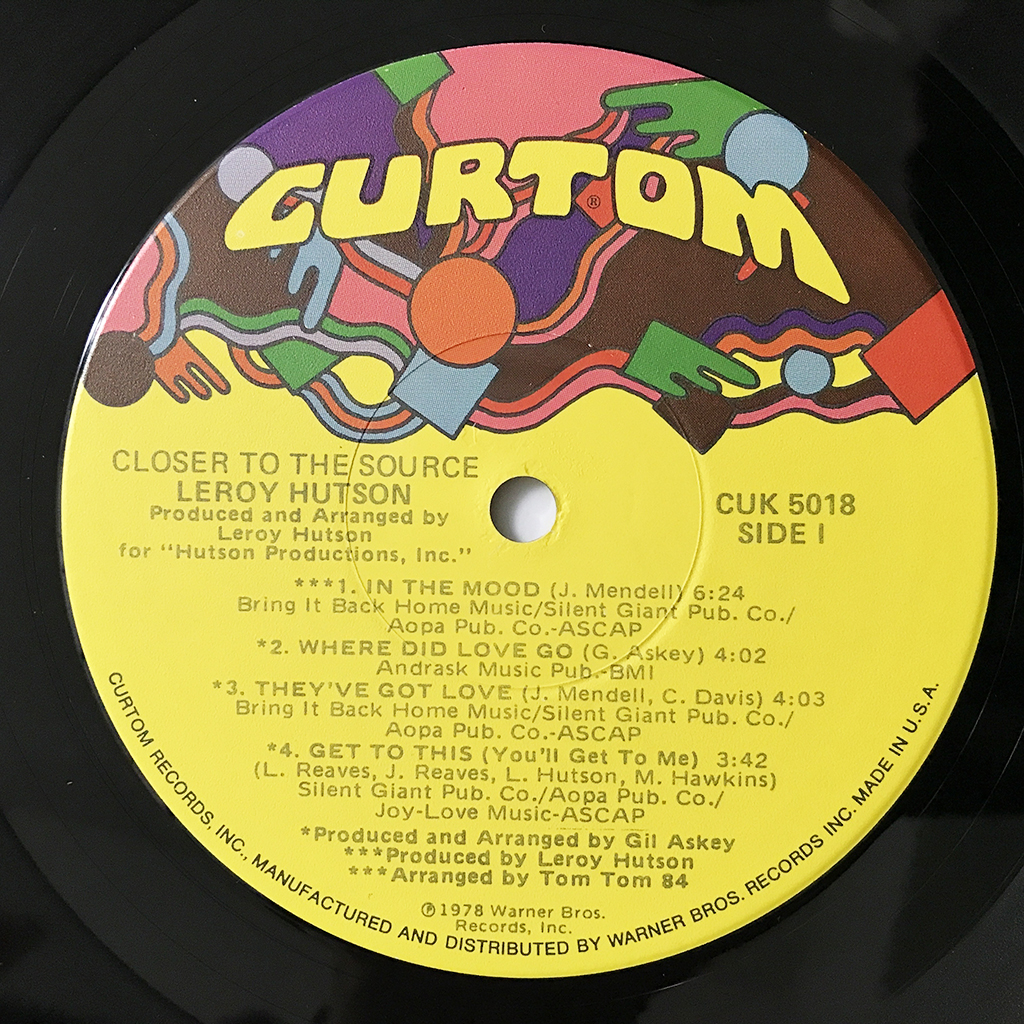 CURTOM
®
CLOSER TO THE SOURCE
LEROY HUTSON
Produced and Arranged by
Leroy Hutson
for "Hutson Productions, Inc."
CUK 5018
SIDE I
***1. IN THE MOOD (J. Mendell) 6:24
Bring It Back Home Music/Silent Giant Pub. Co./
Aopa Pub. Co.-ASCAP
*2. WHERE DID LOVE GO (G. Askey) 4:02
Andrask Music Pub.-BMI
*3. THEY'VE GOT LOVE (J. Mendell, C. Davis) 4:03
Bring It Back Home Music/Silent Giant Pub. Co./
Aopa Pub. Co.-ASCAP
*4. GET TO THIS (You'll Get To Me) 3:42
(L. Reaves, J. Reaves, L. Hutson, M. Hawkins)
Silent Giant Pub. Co./Aopa Pub. Co./
Joy-Love Music-ASCAP
*Produced and Arranged by Gil Askey
***Produced by Leroy Hutson
***Arranged by Tom Tom 84
℗ 1978 Warner Bros.
Records, Inc.
CURTOM RECORDS, INC., MANUFACTURED AND DISTRIBUTED BY WARNER BROS. RECORDS INC. MADE IN U.S.A.